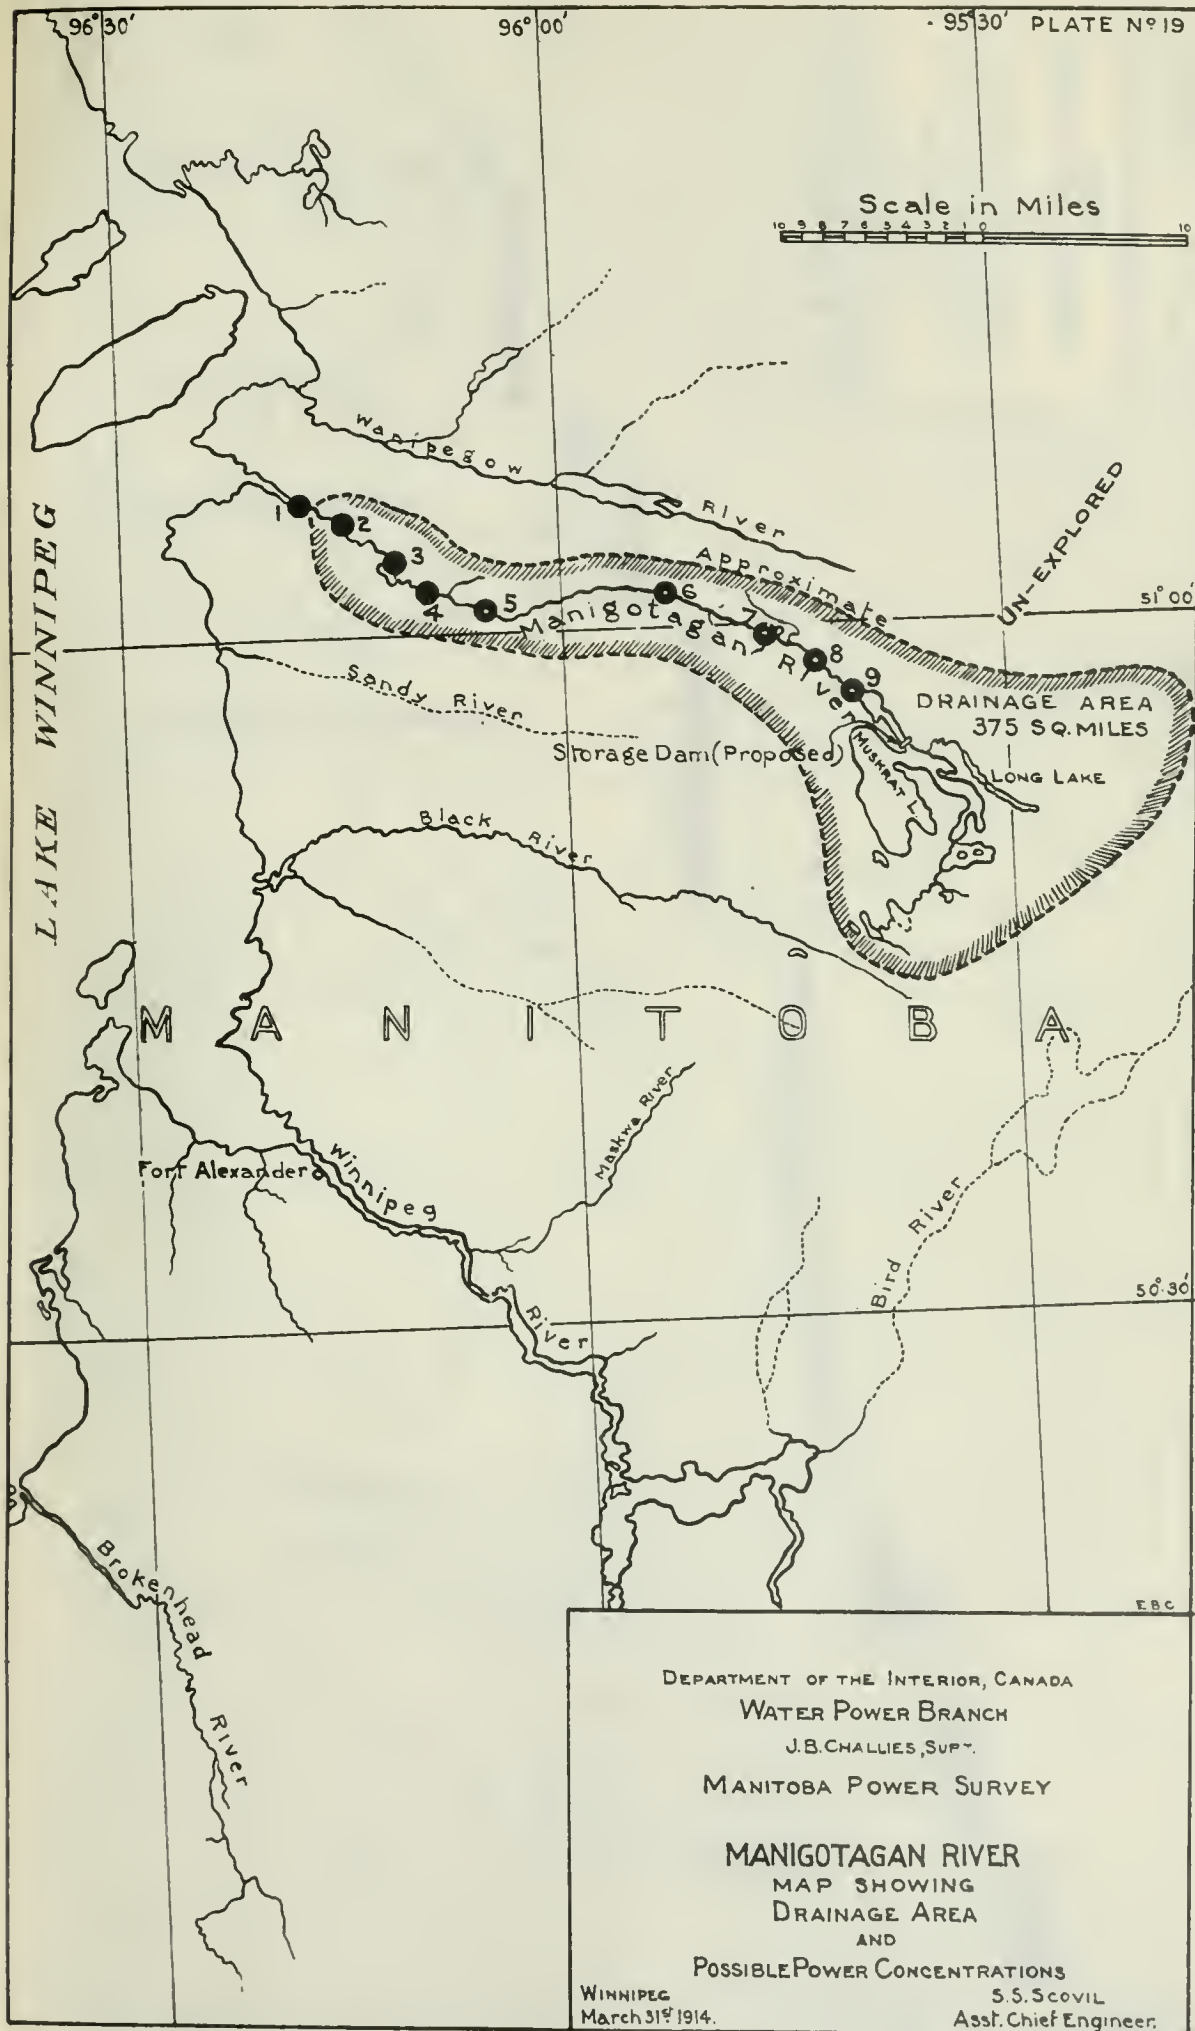 96°30'
96°00'
95°30'
PLATE Nº 19
Scale in Miles
10 9 8 7 6 5 4 3 2 1 0 10
Wanipegow
River
LAKE WINNIPEG
UN-EXPLORED
Approximate
51°00'
1
2
3
4
5
6
7
8
9
Manigotagan River
DRAINAGE AREA
375 SQ. MILES
Sandy River
Storage Dam (Proposed)
MUSKRAT L.
LONG LAKE
Black River
MANITOBA
Maskwa River
Fort Alexander
Winnipeg
River
Bird River
50°30'
Brokenhead
River
E B C
DEPARTMENT OF THE INTERIOR, CANADA
WATER POWER BRANCH
J.B. CHALLIES, SUPT.
MANITOBA POWER SURVEY
MANIGOTAGAN RIVER
MAP SHOWING
DRAINAGE AREA
AND
POSSIBLE POWER CONCENTRATIONS
WINNIPEG
March 31st 1914.
S.S. SCOVIL
Asst. Chief Engineer.